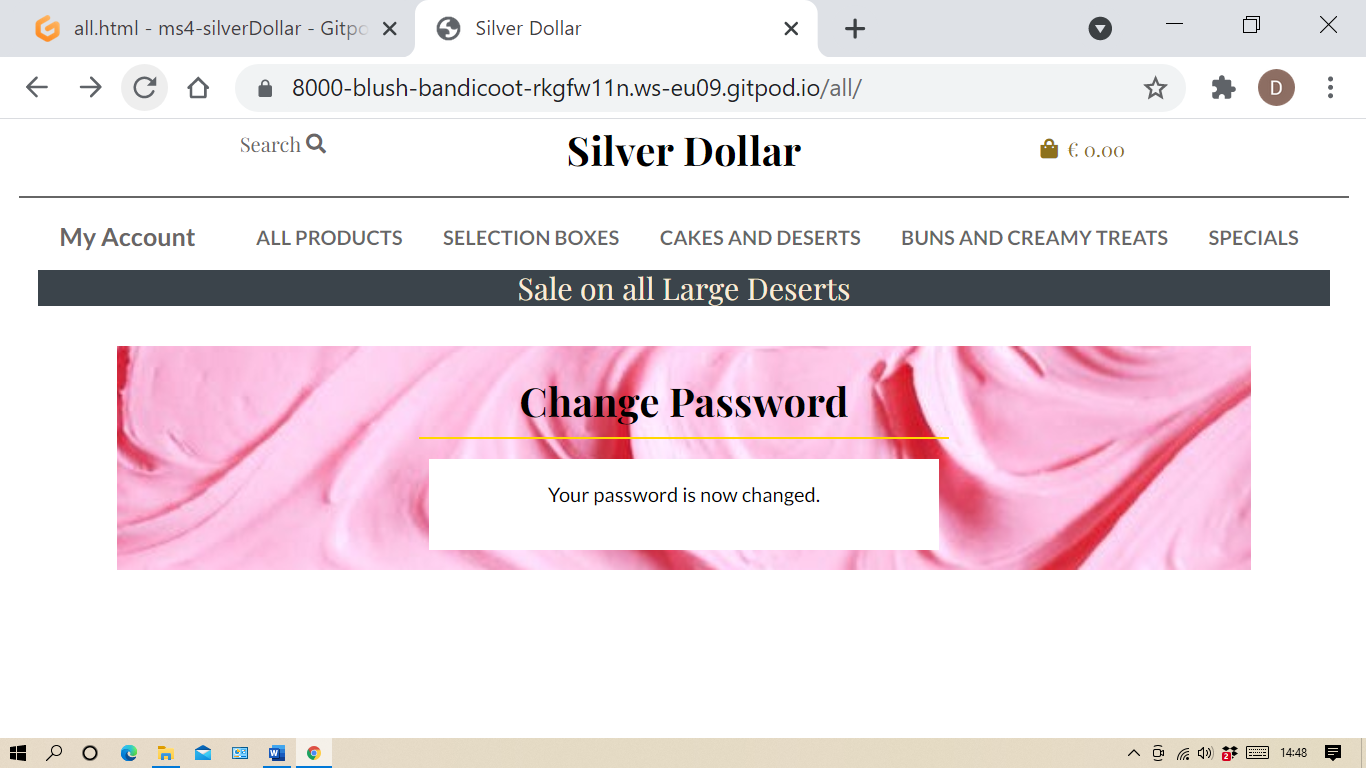 all.html - ms4-silverDollar - Gitpo
Silver Dollar
8000-blush-bandicoot-rkgfw11n.ws-eu09.gitpod.io/all/
D
Search
Silver Dollar
€ 0.00
My Account
ALL PRODUCTS
SELECTION BOXES
CAKES AND DESERTS
BUNS AND CREAMY TREATS
SPECIALS
Sale on all Large Deserts
Change Password
Your password is now changed.
2
14:48